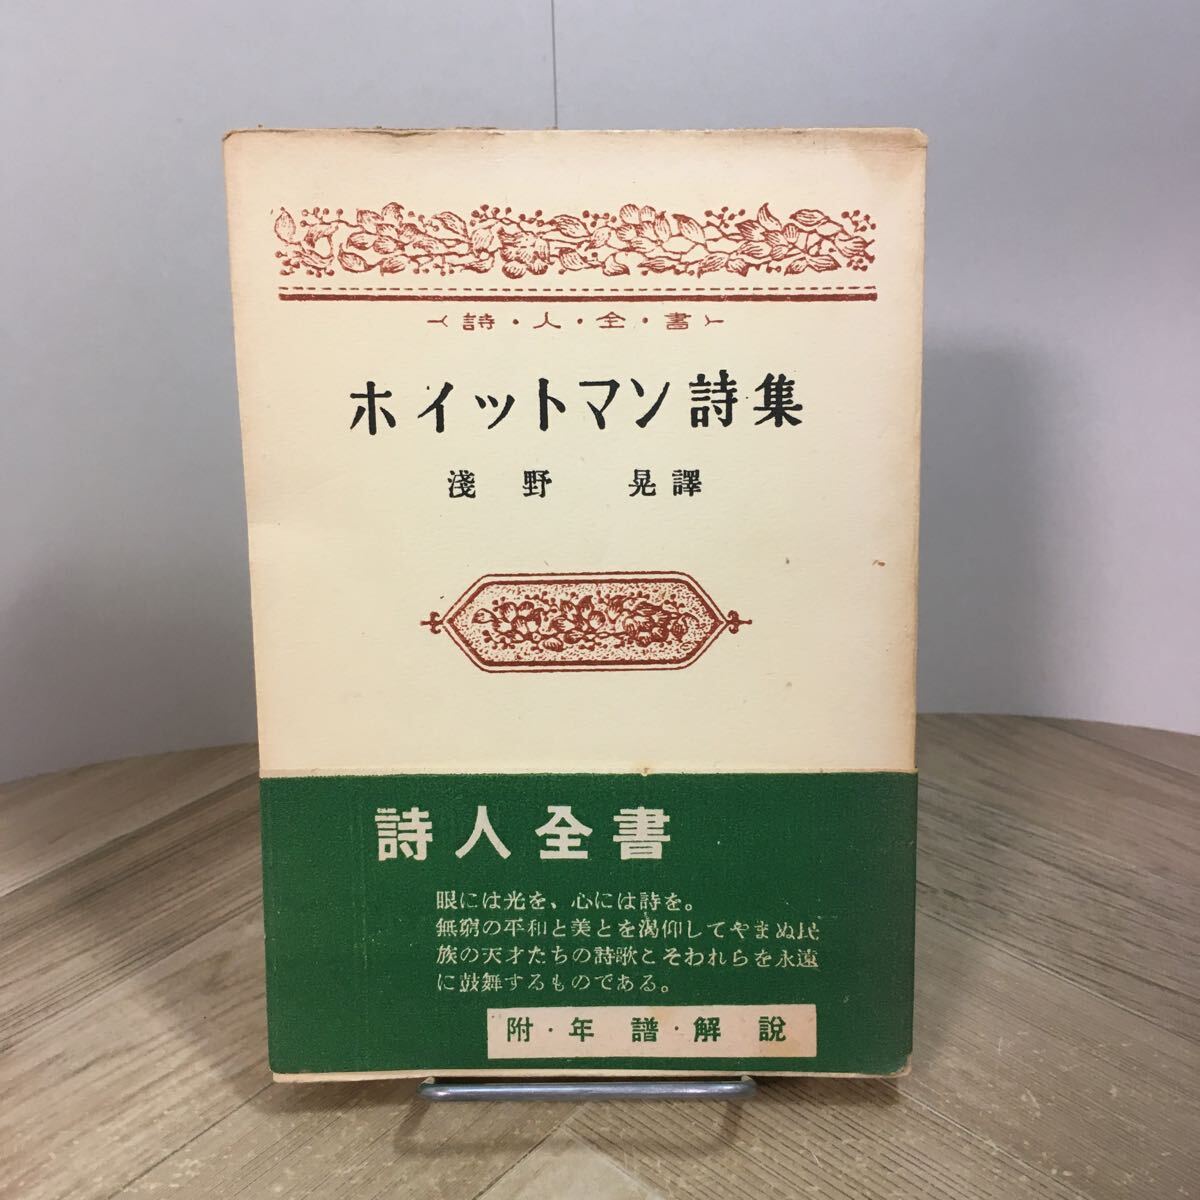 詩・人・全・書
ホイットマン詩集
淺野 晃譯
詩人全書
眼には光を、心には詩を。
無窮の平和と美とを渴仰してやまぬ民
族の天才たちの詩歌こそわれらを永遠
に鼓舞するものである。
附・年譜・解說